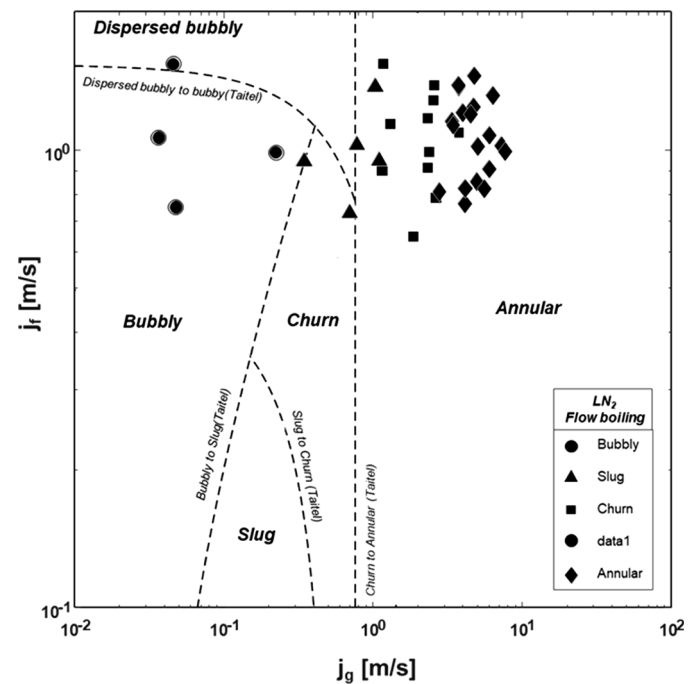 Dispersed bubbly
Dispersed bubbly to bubby(Taitel)
10^0
j_f [m/s]
Bubbly
Churn
Annular
Bubbly to Slug(Taitel)
Slug to Churn (Taitel)
Churn to Annular (Taitel)
Slug
LN_2
Flow boiling
Bubbly
Slug
Churn
data1
Annular
10^-1
10^-2
10^-1
10^0
10^1
10^2
j_g [m/s]